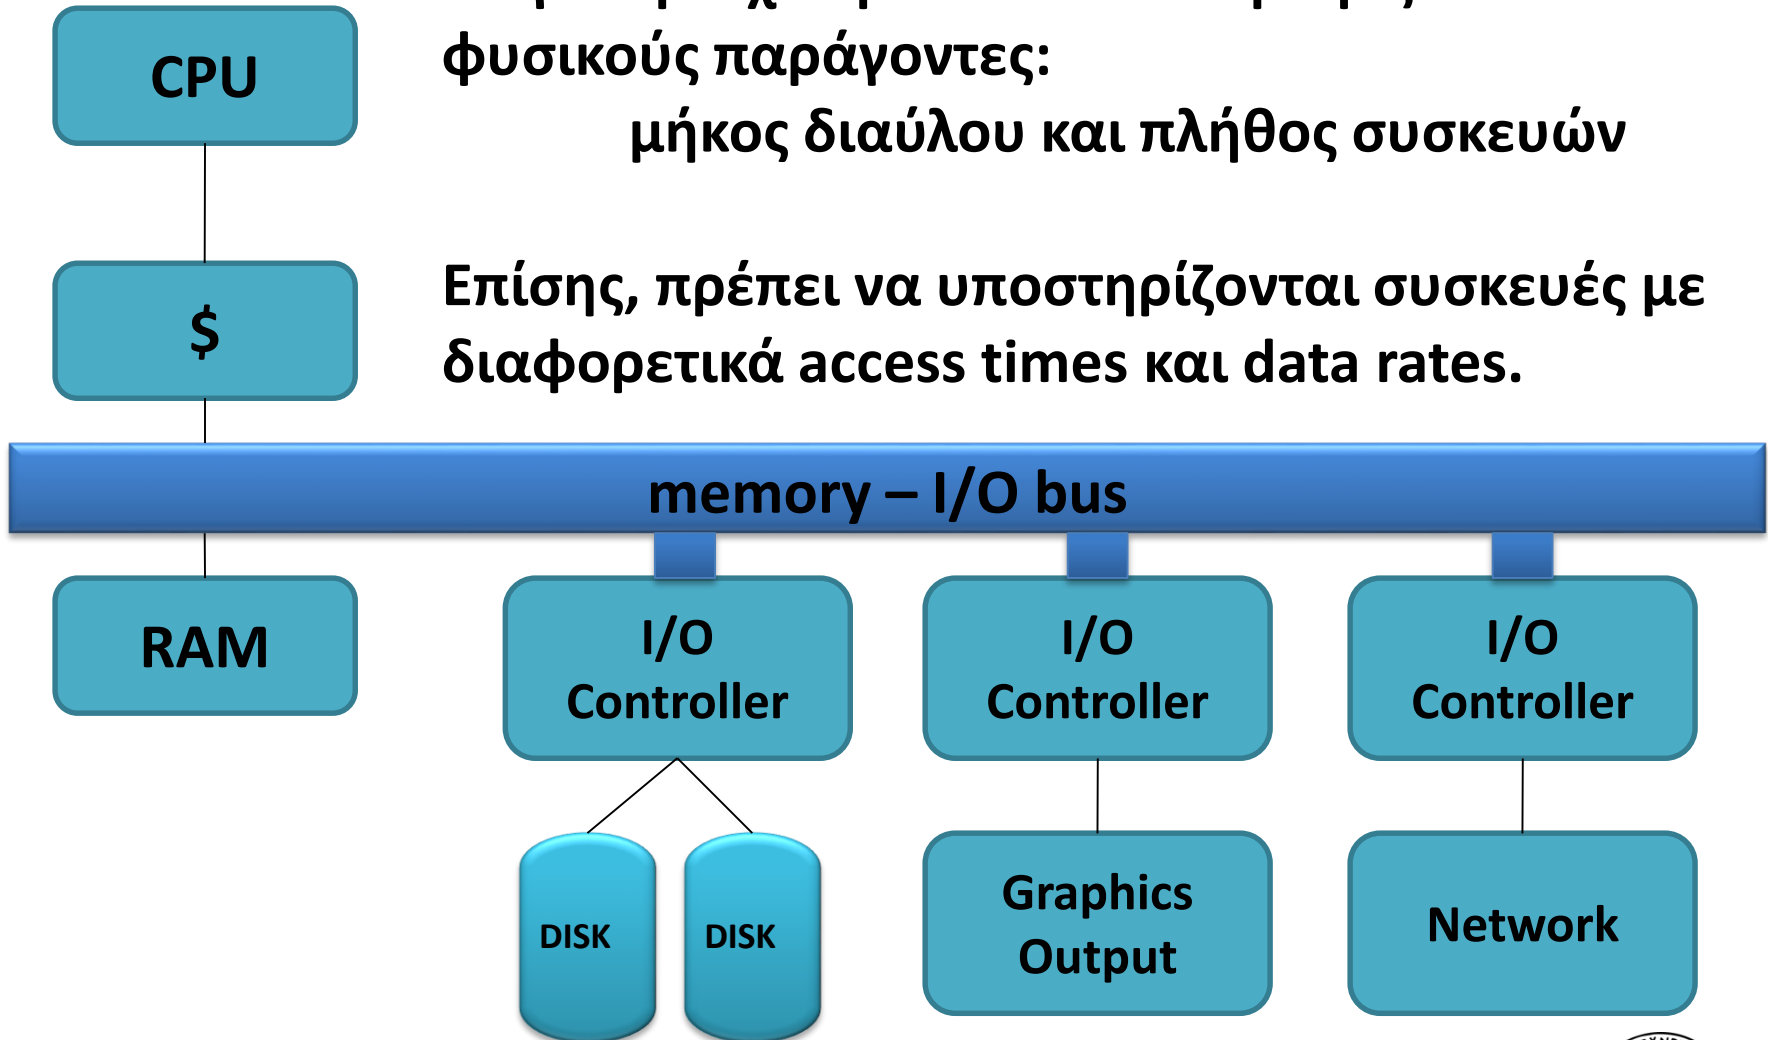 CPU
φυσικούς παράγοντες:
μήκος διαύλου και πλήθος συσκευών
$
Επίσης, πρέπει να υποστηρίζονται συσκευές με
διαφορετικά access times και data rates.
memory – I/O bus
RAM
I/O
Controller
I/O
Controller
I/O
Controller
DISK
DISK
Graphics
Output
Network